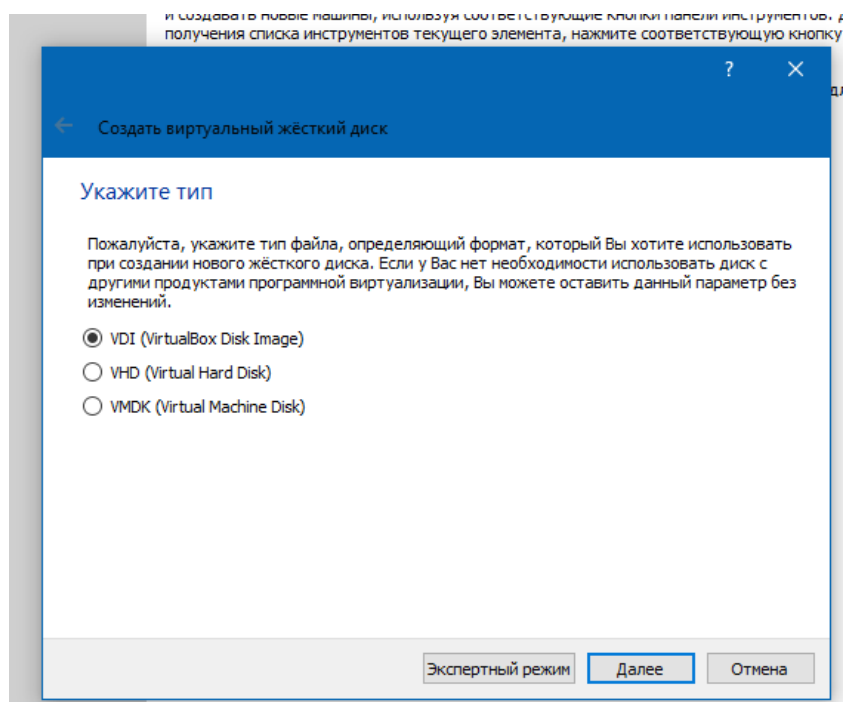 и создавать новые машины, используя соответствующие кнопки панели инструментов. Д
получения списка инструментов текущего элемента, нажмите соответствующую кнопку
?
Создать виртуальный жёсткий диск
Укажите тип
Пожалуйста, укажите тип файла, определяющий формат, который Вы хотите использовать
при создании нового жёсткого диска. Если у Вас нет необходимости использовать диск с
другими продуктами программной виртуализации, Вы можете оставить данный параметр без
изменений.
VDI (VirtualBox Disk Image)
VHD (Virtual Hard Disk)
VMDK (Virtual Machine Disk)
Экспертный режим Далее Отмена